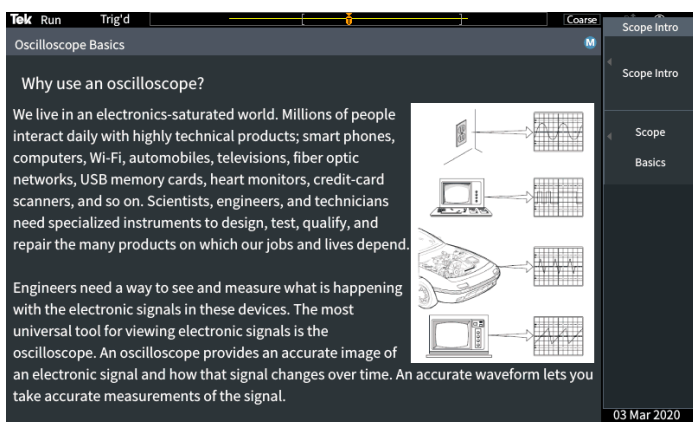 Tek Run Trig'd Coarse
Scope Intro
Oscilloscope Basics M
Why use an oscilloscope?
We live in an electronics-saturated world. Millions of people
interact daily with highly technical products; smart phones,
computers, Wi-Fi, automobiles, televisions, fiber optic
networks, USB memory cards, heart monitors, credit-card
scanners, and so on. Scientists, engineers, and technicians
need specialized instruments to design, test, qualify, and
repair the many products on which our jobs and lives depend.
Engineers need a way to see and measure what is happening
with the electronic signals in these devices. The most
universal tool for viewing electronic signals is the
oscilloscope. An oscilloscope provides an accurate image of
an electronic signal and how that signal changes over time. An accurate waveform lets you
take accurate measurements of the signal.
Scope Intro
Scope
Basics
03 Mar 2020